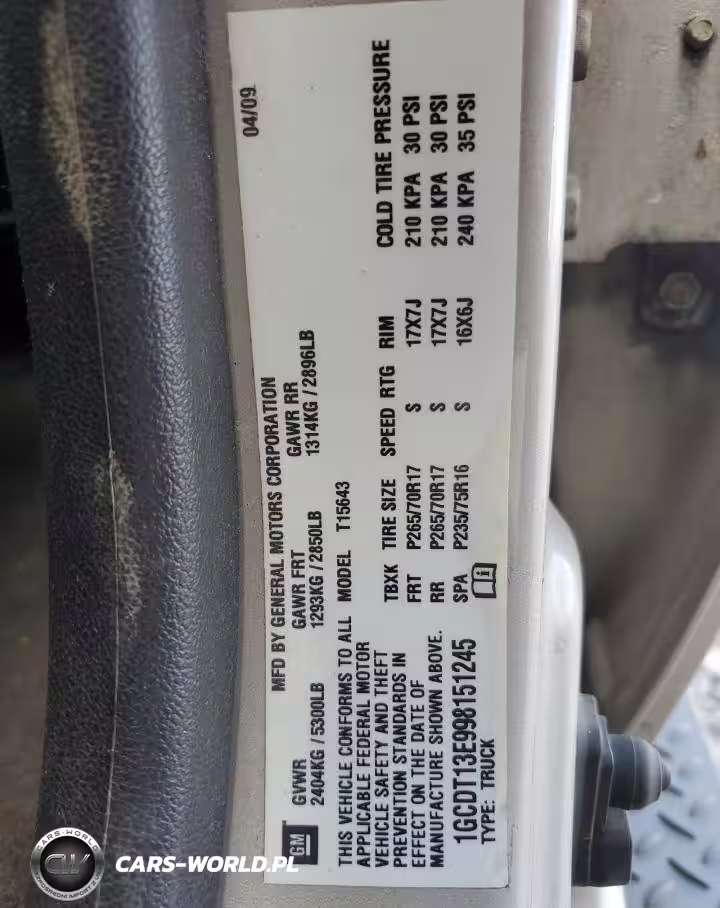 04/09
MFD BY GENERAL MOTORS CORPORATION
GVWR GAWR FRT GAWR RR
2404KG / 5300LB 1293KG / 2850LB 1314KG / 2896LB
THIS VEHICLE CONFORMS TO ALL
APPLICABLE FEDERAL MOTOR
VEHICLE SAFETY AND THEFT
PREVENTION STANDARDS IN
EFFECT ON THE DATE OF
MANUFACTURE SHOWN ABOVE.
1GCDT13E998151245
TYPE: TRUCK
MODEL T15643
TBXK TIRE SIZE SPEED RTG RIM COLD TIRE PRESSURE
FRT P265/70R17 S 17X7J 210 KPA 30 PSI
RR P265/70R17 S 17X7J 210 KPA 30 PSI
SPA P235/75R16 S 16X6J 240 KPA 35 PSI
GM
CARS-WORLD
CW
CARS-WORLD.PL